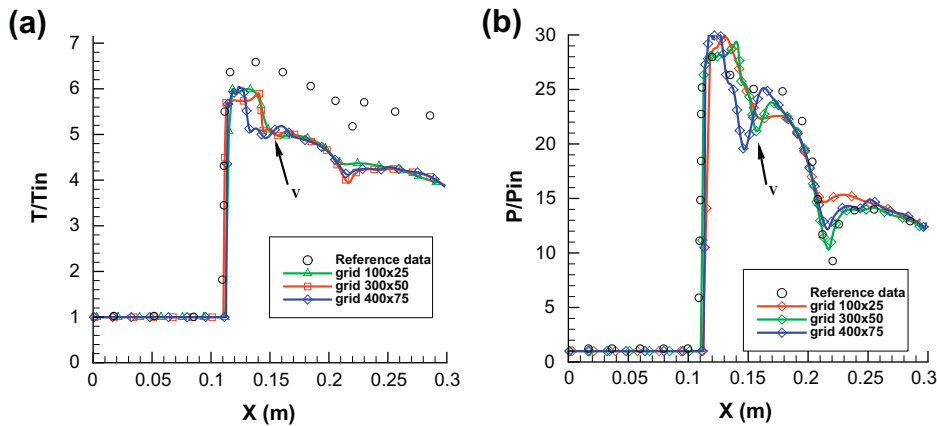 (a)
7
6
5
4
3
2
1
0
T/Tin
V
Reference data
grid 100x25
grid 300x50
grid 400x75
0 0.05 0.1 0.15 0.2 0.25 0.3
X (m)
(b)
30
25
20
15
10
5
0
P/Pin
V
Reference data
grid 100x25
grid 300x50
grid 400x75
0 0.05 0.1 0.15 0.2 0.25 0.3
X (m)